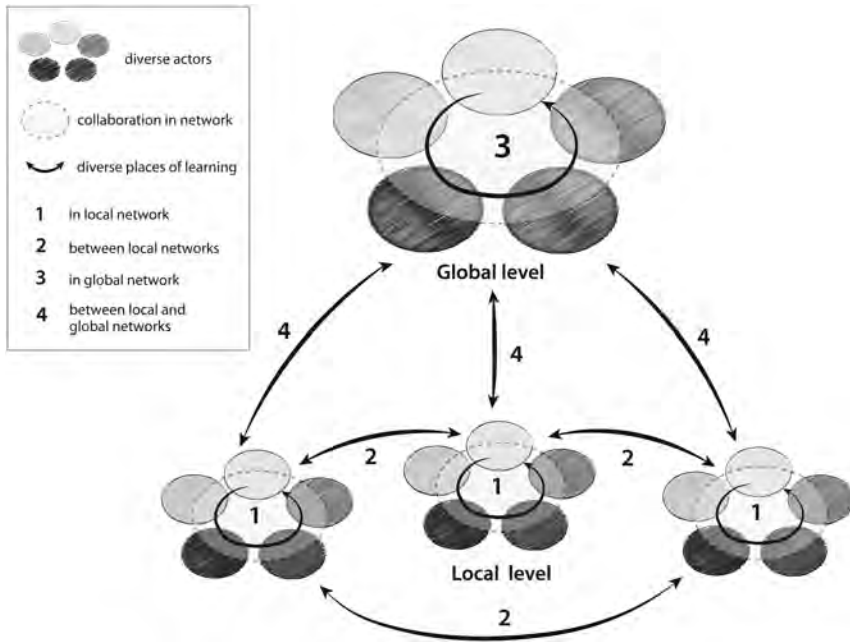 diverse actors
collaboration in network
diverse places of learning
1 in local network
2 between local networks
3 in global network
4 between local and
global networks
3
Global level
4
4
4
2
2
1
1
1
Local level
2